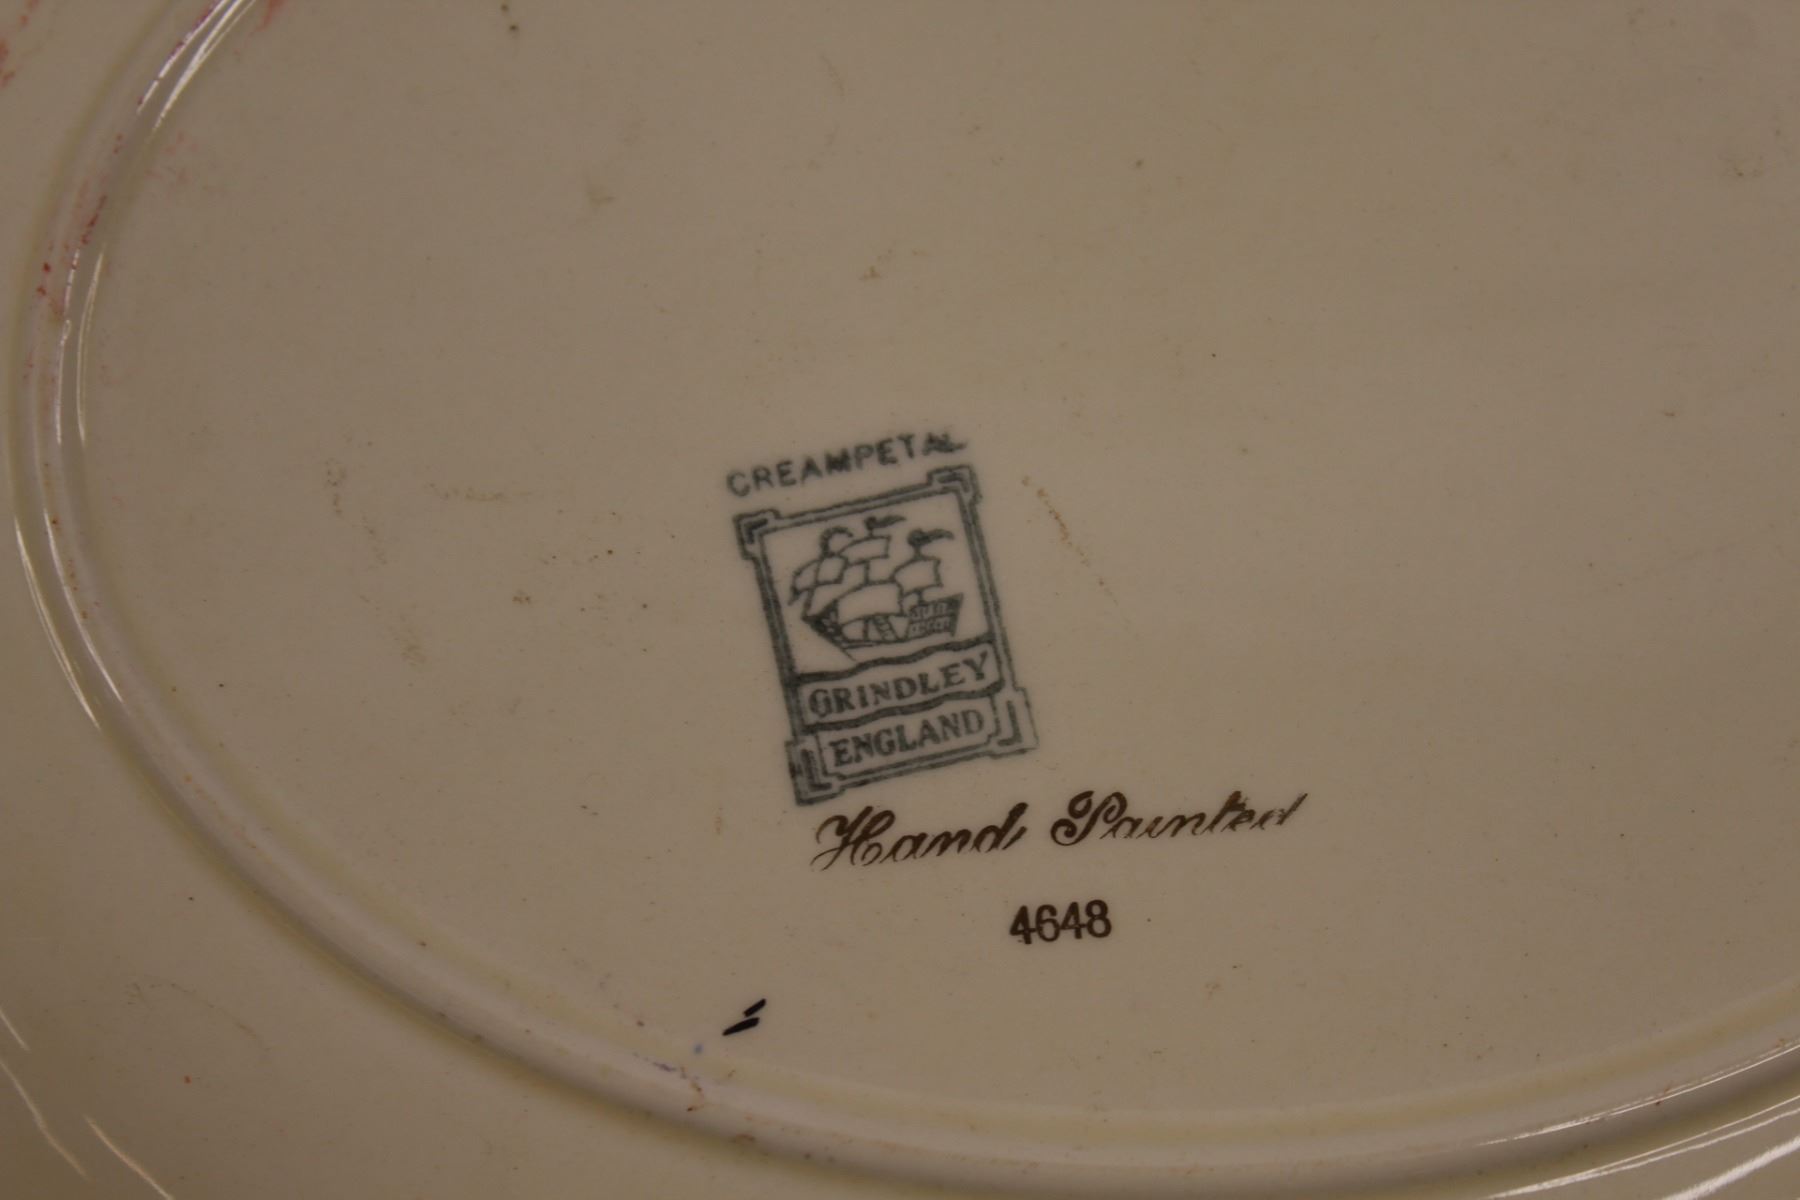 CREAMPETAL
GRINDLEY
ENGLAND
Hand Painted
4648